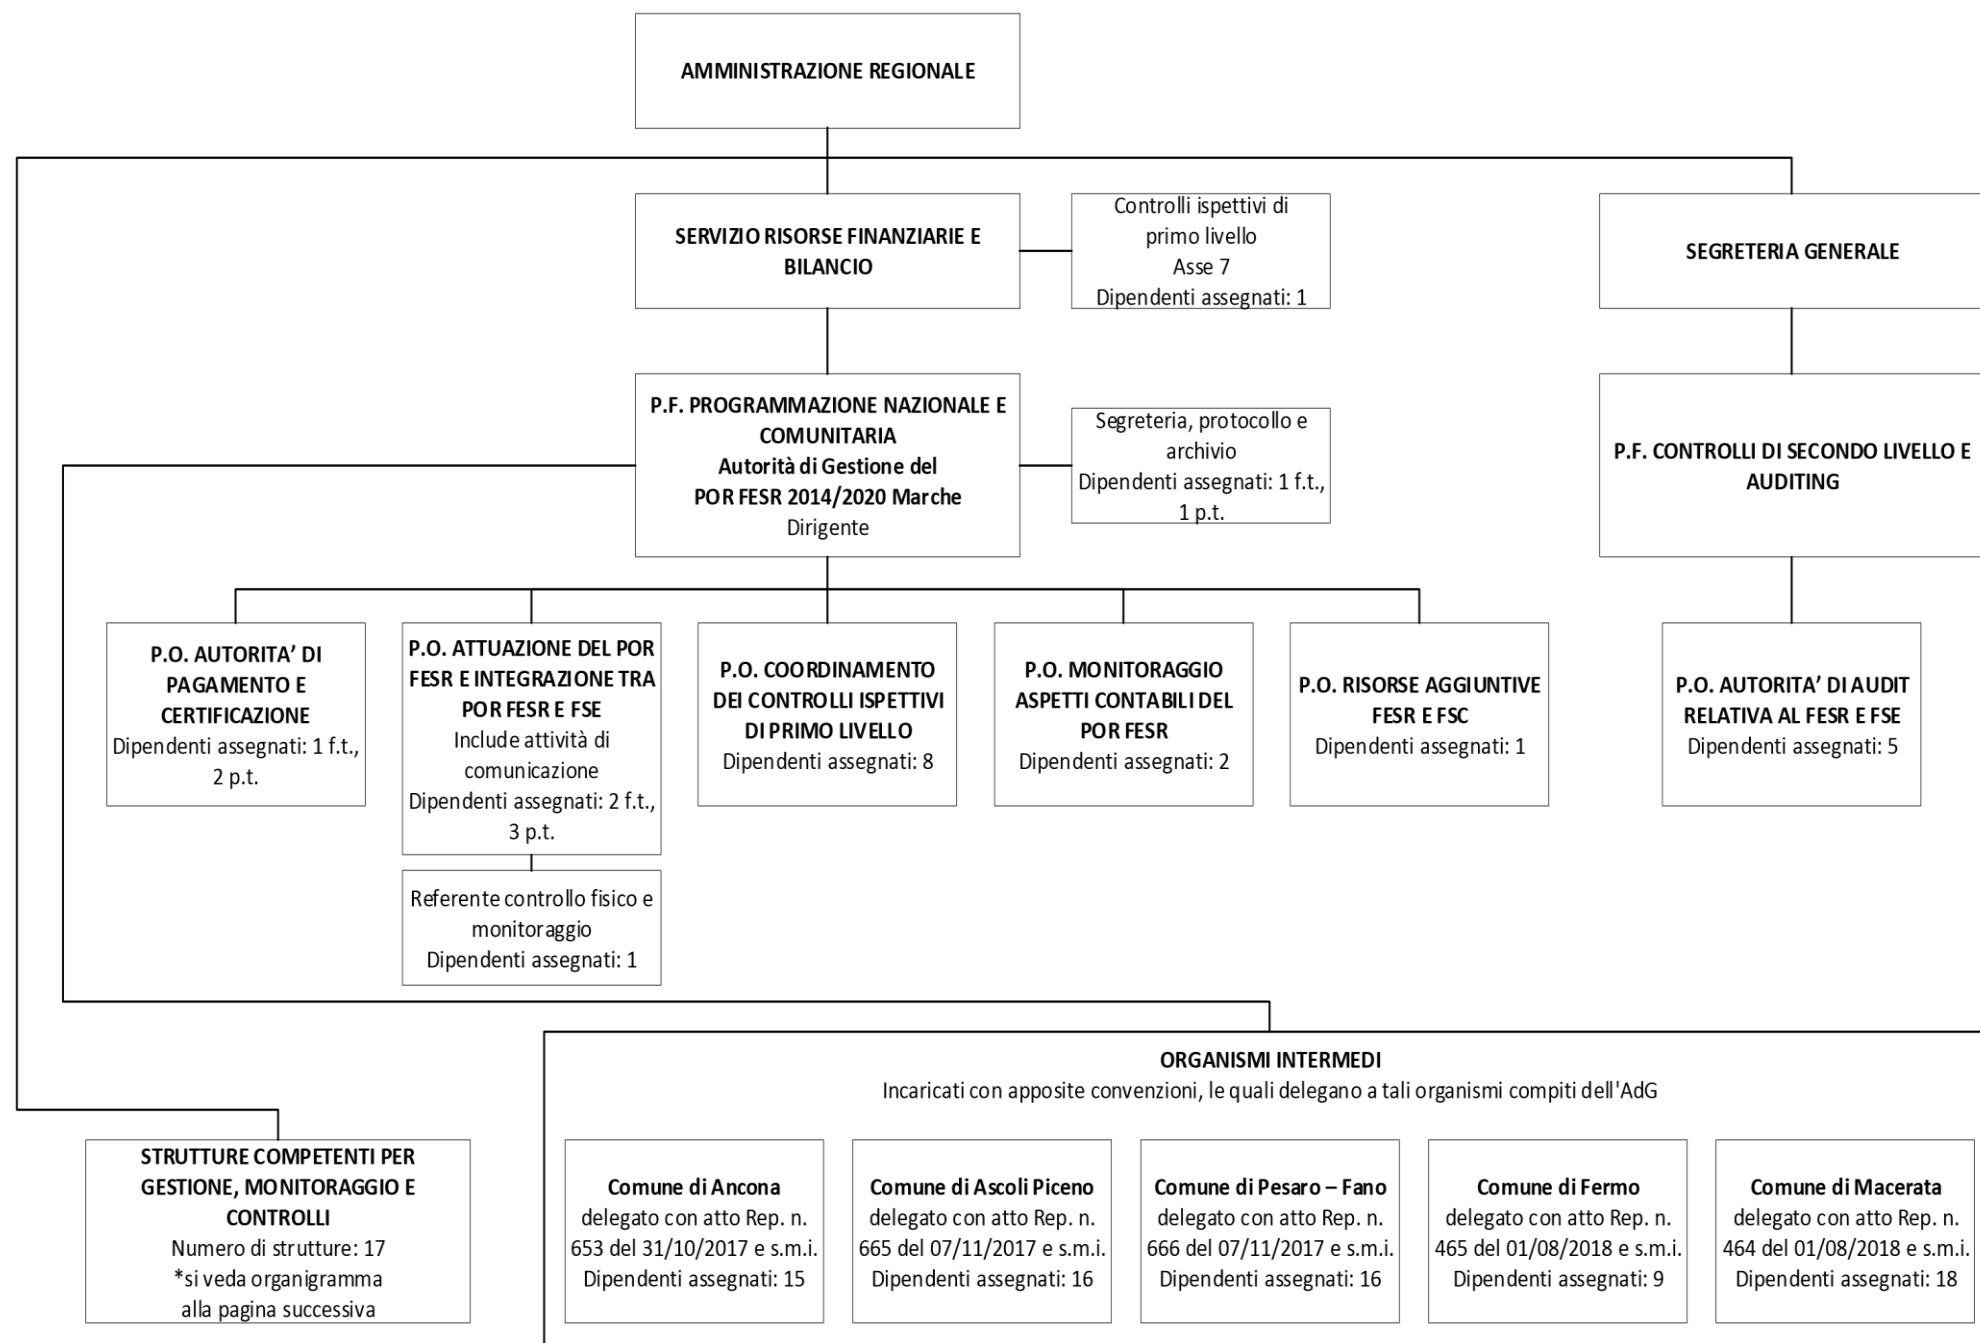 AMMINISTRAZIONE REGIONALE
SERVIZIO RISORSE FINANZIARIE E
BILANCIO
Controlli ispettivi di
primo livello
Asse 7
Dipendenti assegnati: 1
SEGRETERIA GENERALE
P.F. PROGRAMMAZIONE NAZIONALE E
COMUNITARIA
Autorità di Gestione del
POR FESR 2014/2020 Marche
Dirigente
Segreteria, protocollo e
archivio
Dipendenti assegnati: 1 f.t.,
1 p.t.
P.F. CONTROLLI DI SECONDO LIVELLO E
AUDITING
P.O. AUTORITA’ DI
PAGAMENTO E
CERTIFICAZIONE
Dipendenti assegnati: 1 f.t.,
2 p.t.
P.O. ATTUAZIONE DEL POR
FESR E INTEGRAZIONE TRA
POR FESR E FSE
Include attività di
comunicazione
Dipendenti assegnati: 2 f.t.,
3 p.t.
P.O. COORDINAMENTO
DEI CONTROLLI ISPETTIVI
DI PRIMO LIVELLO
Dipendenti assegnati: 8
P.O. MONITORAGGIO
ASPETTI CONTABILI DEL
POR FESR
Dipendenti assegnati: 2
P.O. RISORSE AGGIUNTIVE
FESR E FSC
Dipendenti assegnati: 1
P.O. AUTORITA’ DI AUDIT
RELATIVA AL FESR E FSE
Dipendenti assegnati: 5
Referente controllo fisico e
monitoraggio
Dipendenti assegnati: 1
ORGANISMI INTERMEDI
Incaricati con apposite convenzioni, le quali delegano a tali organismi compiti dell'AdG
STRUTTURE COMPETENTI PER
GESTIONE, MONITORAGGIO E
CONTROLLI
Numero di strutture: 17
*si veda organigramma
alla pagina successiva
Comune di Ancona
delegato con atto Rep. n.
653 del 31/10/2017 e s.m.i.
Dipendenti assegnati: 15
Comune di Ascoli Piceno
delegato con atto Rep. n.
665 del 07/11/2017 e s.m.i.
Dipendenti assegnati: 16
Comune di Pesaro – Fano
delegato con atto Rep. n.
666 del 07/11/2017 e s.m.i.
Dipendenti assegnati: 16
Comune di Fermo
delegato con atto Rep. n.
465 del 01/08/2018 e s.m.i.
Dipendenti assegnati: 9
Comune di Macerata
delegato con atto Rep. n.
464 del 01/08/2018 e s.m.i.
Dipendenti assegnati: 18